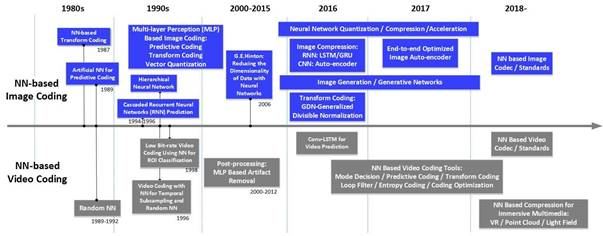 1980s
1990s
2000-2015
2016
2017
2018-
NN-based
Image Coding
NN-based
Transform Coding
1987
Artificial NN for
Predictive Coding
1989
Multi-layer Perception (MLP)
Based Image Coding:
Predictive Coding
Transform Coding
Vector Quantization
Hierarchical
Neural Network
Cascaded Recurrent Neural
Networks (RNN) Prediction
1994-1996
G.E.Hinton:
Reducing the
Dimensionality
of Data with
Neural
Networks
2006
Neural Network Quantization / Compression /Acceleration
Image Compression:
RNN: LSTM/GRU
CNN: Auto-encoder
End-to-end Optimized
Image Auto-encoder
NN based Image
Codec / Standards
Image Generation / Generative Networks
Transform Coding:
GDN-Generalized
Divisible Normalization
NN-based
Video Coding
Random NN
1989-1992
Low Bit-rate Video
Coding Using NN for
ROI Classification
1998
Video Coding with
NN for Temporal
Subsampling and
Random NN
1996
Post-processing:
MLP Based Artifact
Removal
2000-2012
Conv-LSTM for
Video Prediction
NN Based Video
Codec / Standards
NN Based Video Coding Tools:
Mode Decision / Predictive Coding / Transform Coding
Loop Filter / Entropy Coding / Coding Optimization
NN Based Compression for
Immersive Multimedia:
VR / Point Cloud / Light Field